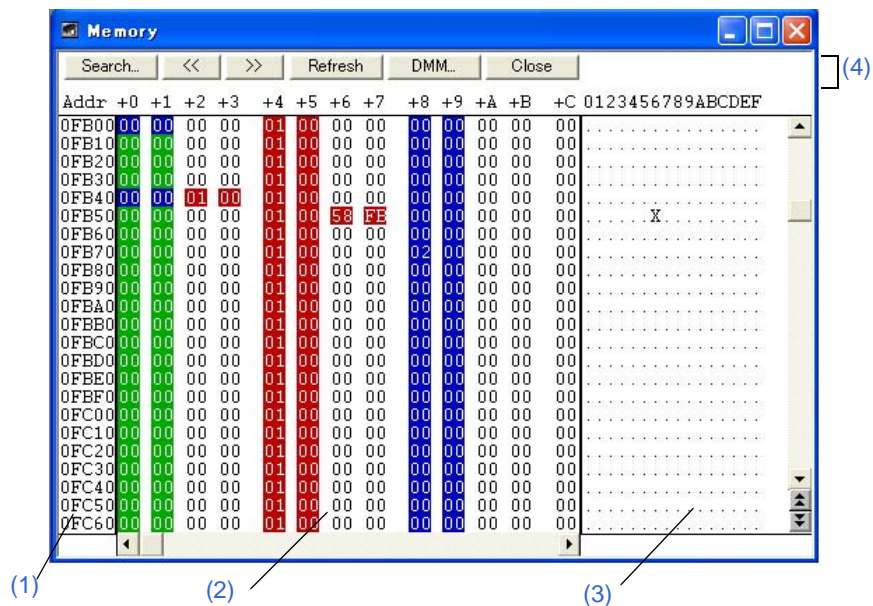 Memory
Search... << >> Refresh DMM... Close
(4)
Addr +0 +1 +2 +3 +4 +5 +6 +7 +8 +9 +A +B +C 0123456789ABCDEF
0FB00 00 00 00 00 01 00 00 00 00 00 00 00 00 ................
0FB10 00 00 00 00 01 00 00 00 00 00 00 00 00 ................
0FB20 00 00 00 00 01 00 00 00 00 00 00 00 00 ................
0FB30 00 00 00 00 01 00 00 00 00 00 00 00 00 ................
0FB40 00 00 01 00 01 00 00 00 00 00 00 00 00 ................
0FB50 00 00 00 00 01 00 58 FB 00 00 00 00 00 ......X.........
0FB60 00 00 00 00 01 00 00 00 00 00 00 00 00 ................
0FB70 00 00 00 00 01 00 00 00 02 00 00 00 00 ................
0FB80 00 00 00 00 01 00 00 00 00 00 00 00 00 ................
0FB90 00 00 00 00 01 00 00 00 00 00 00 00 00 ................
0FBA0 00 00 00 00 01 00 00 00 00 00 00 00 00 ................
0FBB0 00 00 00 00 01 00 00 00 00 00 00 00 00 ................
0FBC0 00 00 00 00 01 00 00 00 00 00 00 00 00 ................
0FBD0 00 00 00 00 01 00 00 00 00 00 00 00 00 ................
0FBE0 00 00 00 00 01 00 00 00 00 00 00 00 00 ................
0FBF0 00 00 00 00 01 00 00 00 00 00 00 00 00 ................
0FC00 00 00 00 00 01 00 00 00 00 00 00 00 00 ................
0FC10 00 00 00 00 01 00 00 00 00 00 00 00 00 ................
0FC20 00 00 00 00 01 00 00 00 00 00 00 00 00 ................
0FC30 00 00 00 00 01 00 00 00 00 00 00 00 00 ................
0FC40 00 00 00 00 01 00 00 00 00 00 00 00 00 ................
0FC50 00 00 00 00 01 00 00 00 00 00 00 00 00 ................
0FC60 00 00 00 00 01 00 00 00 00 00 00 00 00 ................
(1) (2) (3)